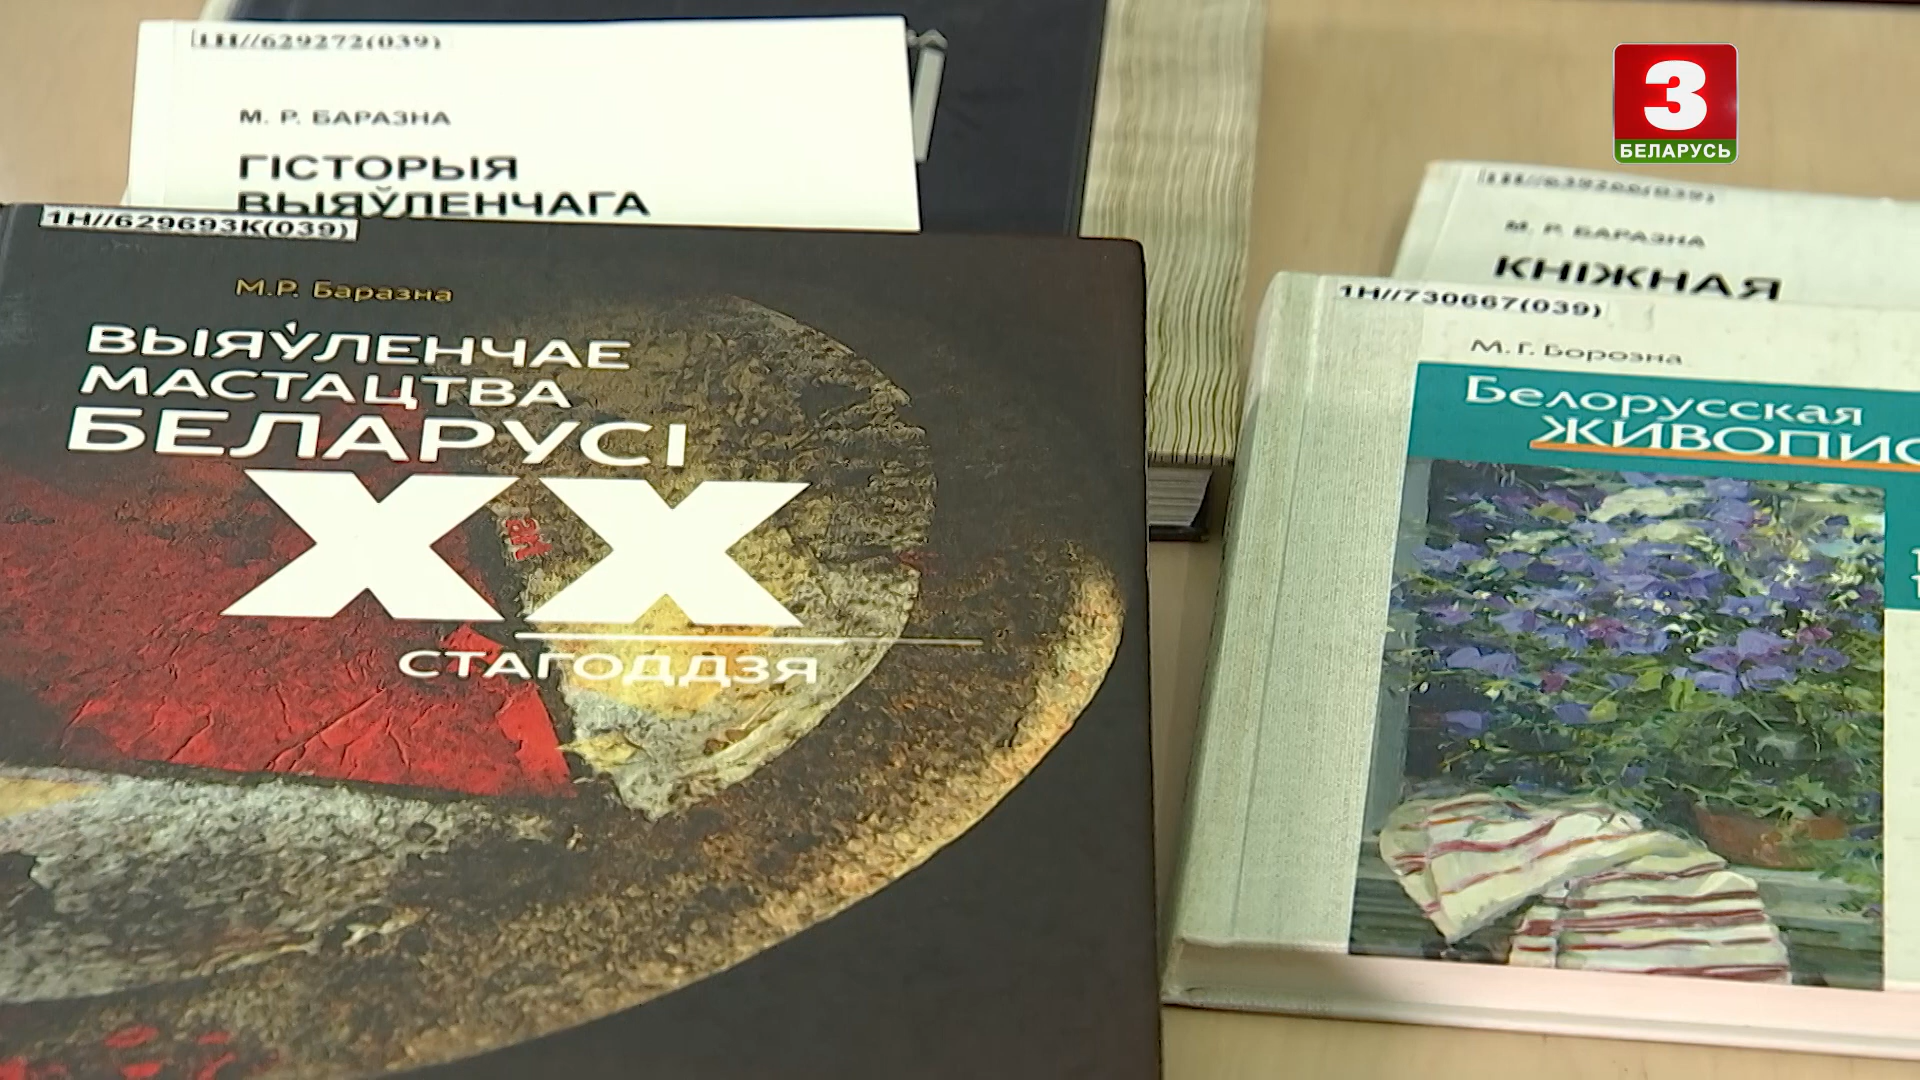 1Н//629272(039)
М. Р. БАРАЗНА
ГІСТОРЫЯ
ВЫЯЎЛЕНЧАГА
1Н//629693К(039)
М.Р. Баразна
ВЫЯЎЛЕНЧАЕ
МАСТАЦТВА
БЕЛАРУСІ
XX
СТАГОДДЗЯ
3
БЕЛАРУСЬ
М. Р. БАРАЗНА
КНІЖНАЯ
1Н//730667(039)
М. Г. Борозна
Белорусская
ЖИВОПИС